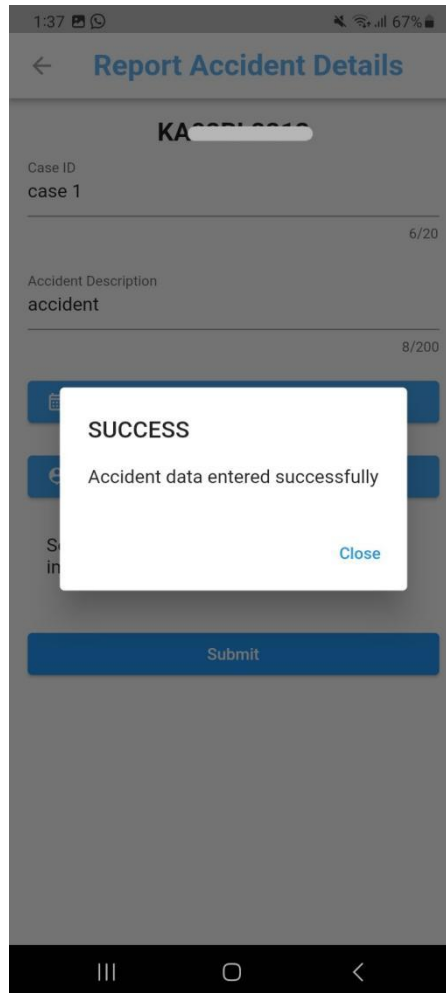 1:37 67%
Report Accident Details
KA
Case ID
case 1
6/20
Accident Description
accident
8/200
SUCCESS
Accident data entered successfully
Close
Submit